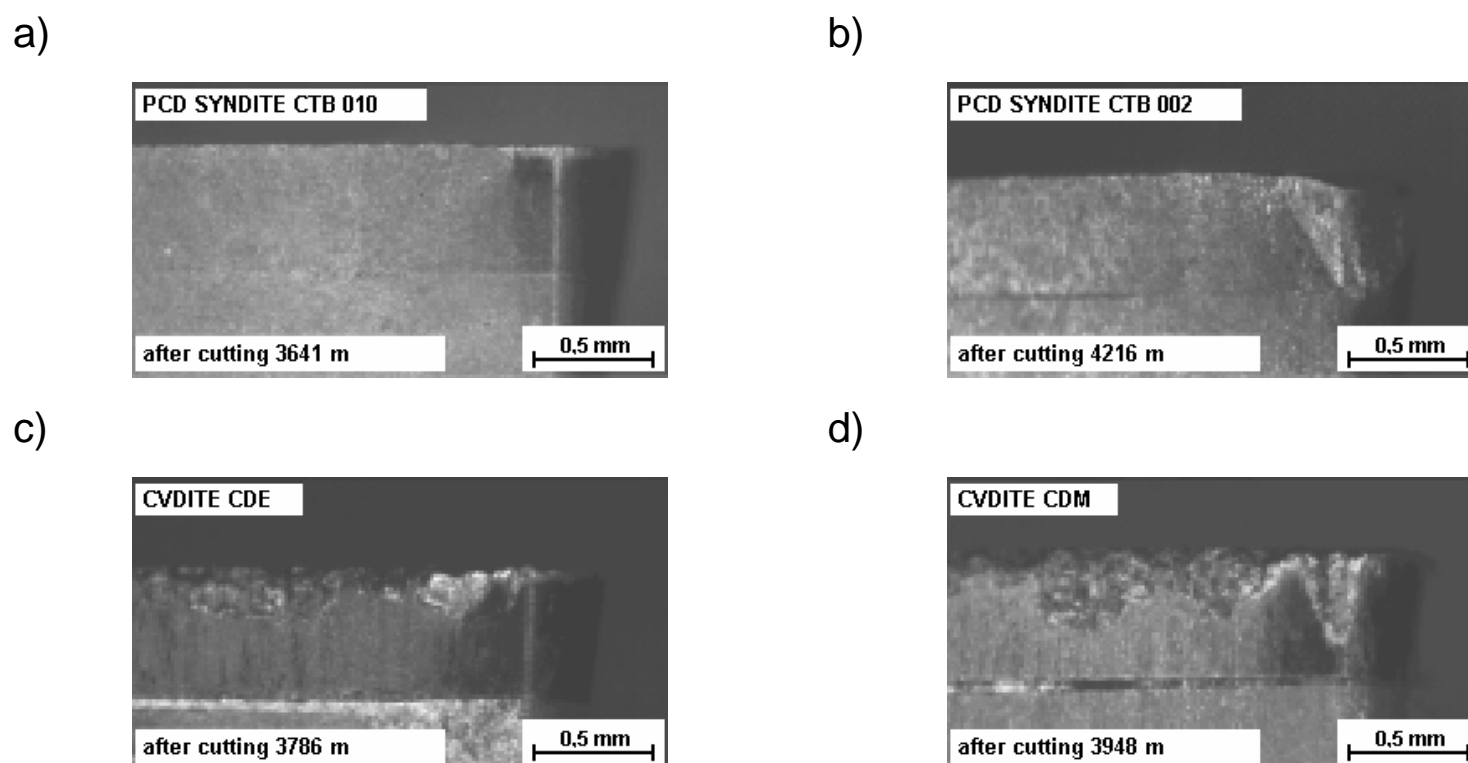 a)
b)
PCD SYNDITE CTB 010
PCD SYNDITE CTB 002
after cutting 3641 m
0,5 mm
after cutting 4216 m
0,5 mm
c)
d)
CVDITE CDE
CVDITE CDM
after cutting 3786 m
0,5 mm
after cutting 3948 m
0,5 mm